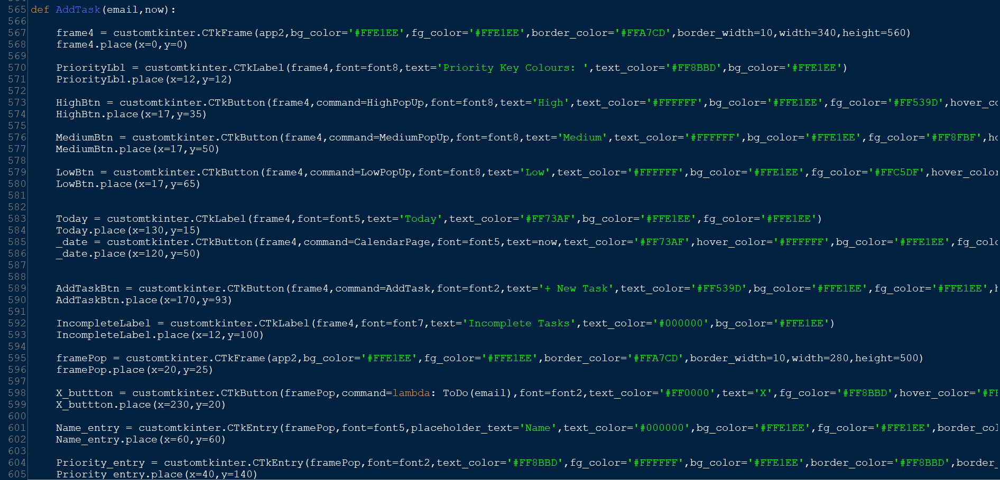 565 def AddTask(email,now):
566
567     frame4 = customtkinter.CTkFrame(app2,bg_color='#FFE1EE',fg_color='#FFE1EE',border_color='#FFA7CD',border_width=10,width=340,height=560)
568     frame4.place(x=0,y=0)
569
570     PriorityLbl = customtkinter.CTkLabel(frame4,font=font8,text='Priority Key Colours: ',text_color='#FF8BBD',bg_color='#FFE1EE')
571     PriorityLbl.place(x=12,y=12)
572
573     HighBtn = customtkinter.CTkButton(frame4,command=HighPopUp,font=font8,text='High',text_color='#FFFFFF',bg_color='#FFE1EE',fg_color='#FF539D',hover_co
574     HighBtn.place(x=17,y=35)
575
576     MediumBtn = customtkinter.CTkButton(frame4,command=MediumPopUp,font=font8,text='Medium',text_color='#FFFFFF',bg_color='#FFE1EE',fg_color='#FF8FBF',ho
577     MediumBtn.place(x=17,y=50)
578
579     LowBtn = customtkinter.CTkButton(frame4,command=LowPopUp,font=font8,text='Low',text_color='#FFFFFF',bg_color='#FFE1EE',fg_color='#FFC5DF',hover_color
580     LowBtn.place(x=17,y=65)
581
582
583     Today = customtkinter.CTkLabel(frame4,font=font5,text='Today',text_color='#FF73AF',bg_color='#FFE1EE',fg_color='#FFE1EE')
584     Today.place(x=130,y=15)
585     _date = customtkinter.CTkButton(frame4,command=CalendarPage,font=font5,text=now,text_color='#FF73AF',hover_color='#FFFFFF',bg_color='#FFE1EE',fg_colo
586     _date.place(x=120,y=50)
587
588
589     AddTaskBtn = customtkinter.CTkButton(frame4,command=AddTask,font=font2,text='+ New Task',text_color='#FF539D',bg_color='#FFE1EE',fg_color='#FFE1EE',h
590     AddTaskBtn.place(x=170,y=93)
591
592     IncompleteLabel = customtkinter.CTkLabel(frame4,font=font7,text='Incomplete Tasks',text_color='#000000',bg_color='#FFE1EE')
593     IncompleteLabel.place(x=12,y=100)
594
595     framePop = customtkinter.CTkFrame(app2,bg_color='#FFE1EE',fg_color='#FFE1EE',border_color='#FFA7CD',border_width=10,width=280,height=500)
596     framePop.place(x=20,y=25)
597
598     X_buttton = customtkinter.CTkButton(framePop,command=lambda: ToDo(email),font=font2,text_color='#FF0000',text='X',fg_color='#FF8BBD',hover_color='#FF
599     X_buttton.place(x=230,y=20)
600
601     Name_entry = customtkinter.CTkEntry(framePop,font=font5,placeholder_text='Name',text_color='#000000',bg_color='#FFE1EE',fg_color='#FFE1EE',border_col
602     Name_entry.place(x=60,y=60)
603
604     Priority_entry = customtkinter.CTkEntry(framePop,font=font2,text_color='#FF8BBD',fg_color='#FFFFFF',bg_color='#FFE1EE',border_color='#FF8BBD',border_
605     Priority_entry.place(x=40,y=140)